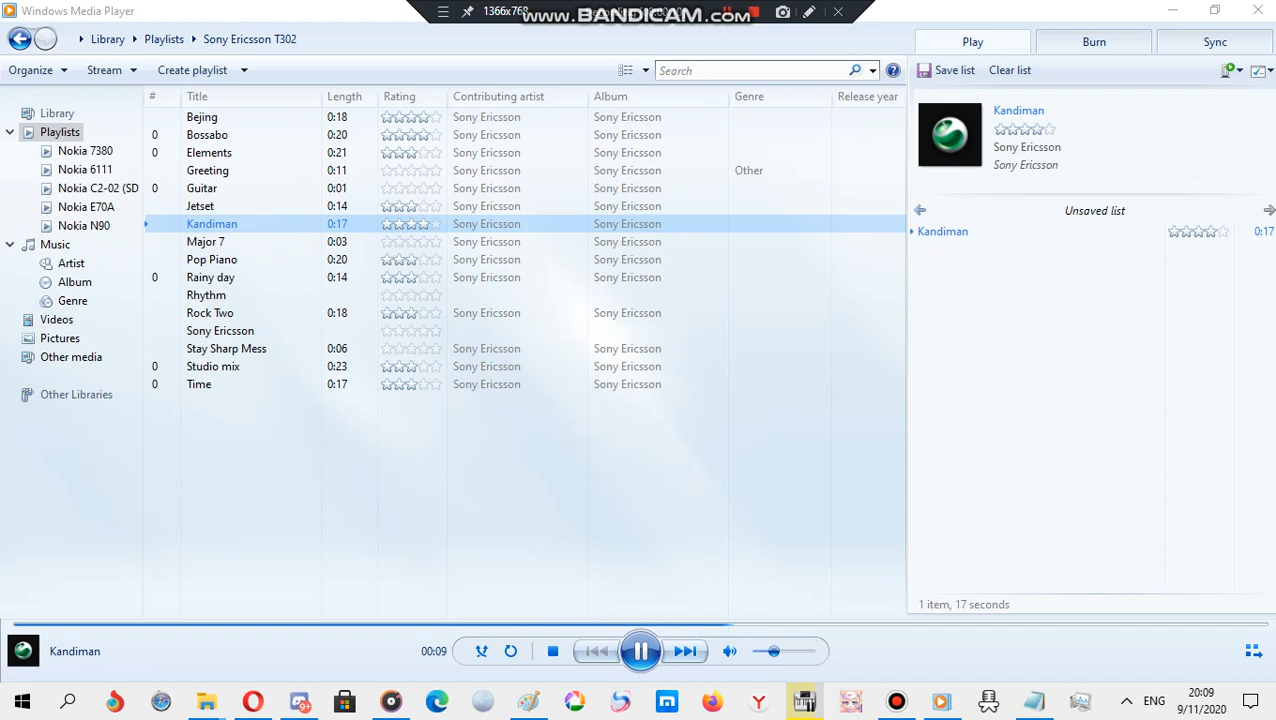 Windows Media Player
1366x768
www.BANDICAM.com
Library Playlists Sony Ericsson T302
Play Burn Sync
Organize Stream Create playlist Search Save list Clear list
# Title Length Rating Contributing artist Album Genre Release year
Library
Playlists
Nokia 7380
Nokia 6111
Nokia C2-02 (SD
Nokia E70A
Nokia N90
Music
Artist
Album
Genre
Videos
Pictures
Other media
Other Libraries
Bejing 0:18 Sony Ericsson Sony Ericsson
0 Bossabo 0:20 Sony Ericsson Sony Ericsson
0 Elements 0:21 Sony Ericsson Sony Ericsson
Greeting 0:11 Sony Ericsson Sony Ericsson Other
0 Guitar 0:01 Sony Ericsson Sony Ericsson
Jetset 0:14 Sony Ericsson Sony Ericsson
Kandiman 0:17 Sony Ericsson Sony Ericsson
Major 7 0:03 Sony Ericsson Sony Ericsson
Pop Piano 0:20 Sony Ericsson Sony Ericsson
0 Rainy day 0:14 Sony Ericsson Sony Ericsson
Rhythm
Rock Two 0:18 Sony Ericsson Sony Ericsson
Sony Ericsson
Stay Sharp Mess 0:06 Sony Ericsson Sony Ericsson
0 Studio mix 0:23 Sony Ericsson Sony Ericsson
0 Time 0:17 Sony Ericsson Sony Ericsson
Kandiman
Sony Ericsson
Sony Ericsson
Unsaved list
Kandiman 0:17
1 item, 17 seconds
Kandiman 00:09
ENG
20:09
9/11/2020